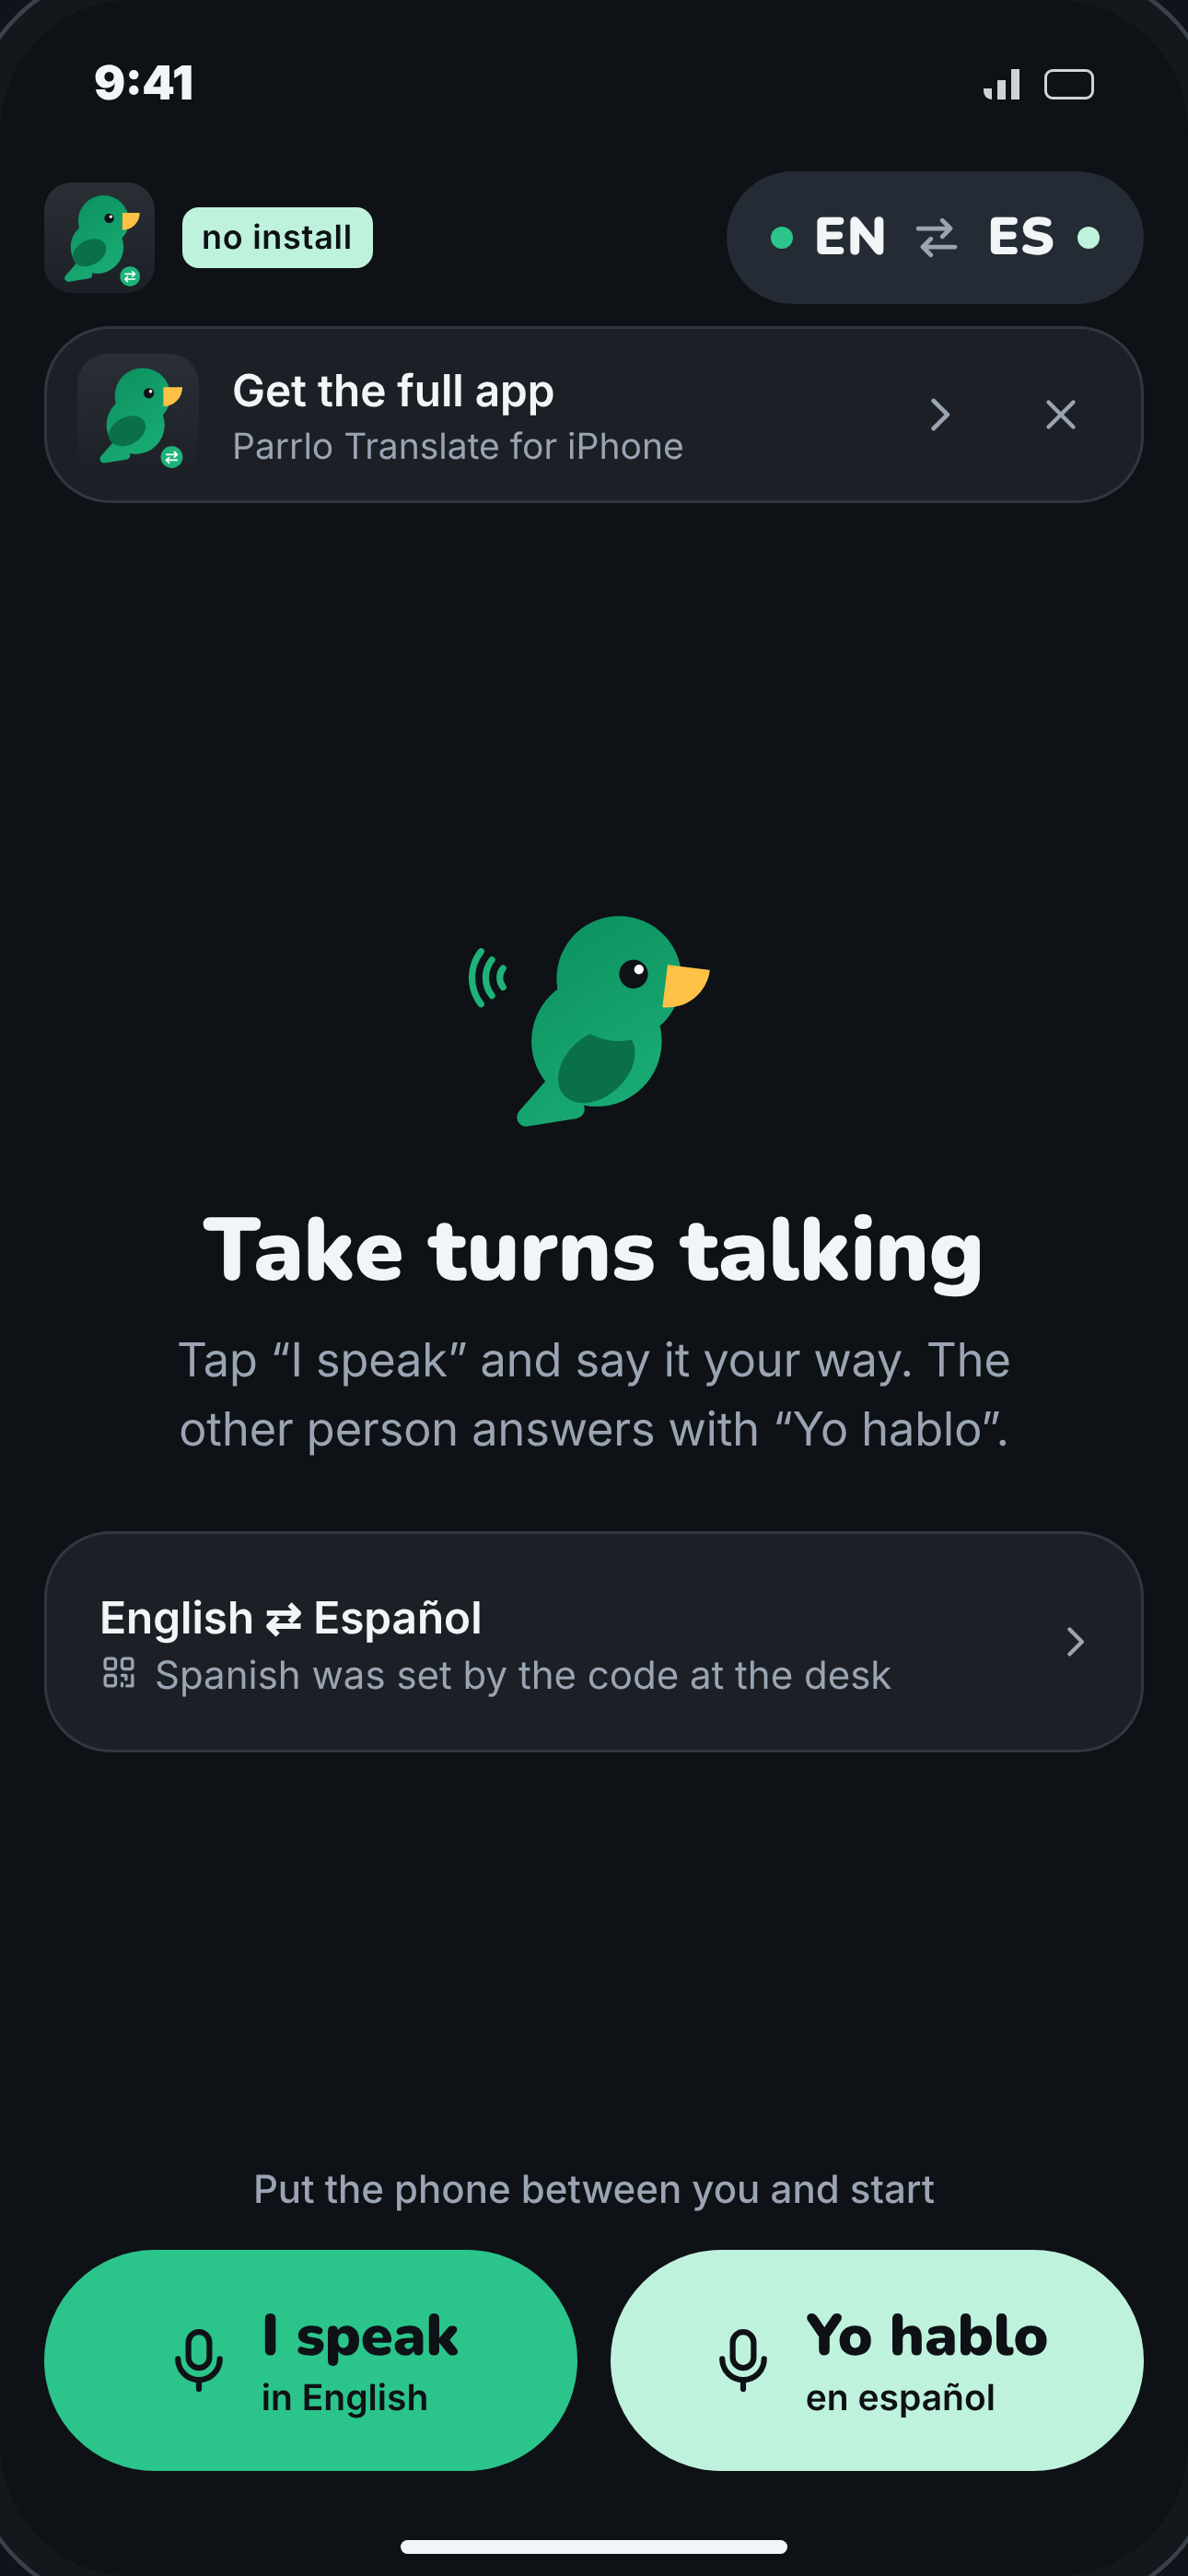 9:41
no install
EN ⇄ ES
Get the full app
Parrlo Translate for iPhone
Take turns talking
Tap “I speak” and say it your way. The
other person answers with “Yo hablo”.
English ⇄ Español
Spanish was set by the code at the desk
Put the phone between you and start
I speak
in English
Yo hablo
en español